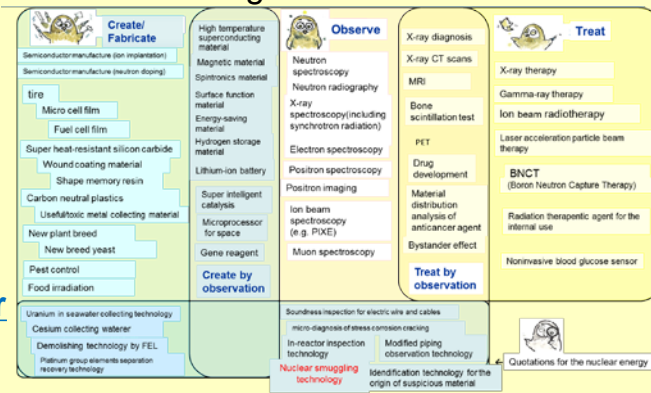 Create/
Fabricate
Semiconductor manufacture (ion implantation)
Semiconductor manufacture (neutron doping)
tire
Micro cell film
Fuel cell film
Super heat-resistant silicon carbide
Wound coating material
Shape memory resin
Carbon neutral plastics
Useful/toxic metal collecting material
New plant breed
New breed yeast
Pest control
Food irradiation
High temperature
superconducting
material
Magnetic material
Spintronics material
Surface function
material
Energy-saving
material
Hydrogen storage
material
Lithium-ion battery
Super intelligent
catalysis
Microprocessor
for space
Gene reagent
Create by
observation
Observe
Neutron
spectroscopy
Neutron radiography
X-ray
spectroscopy(including
synchrotron radiation)
Electron spectroscopy
Positron spectroscopy
Positron imaging
Ion beam
spectroscopy
(e.g. PIXE)
Muon spectroscopy
X-ray diagnosis
X-ray CT scans
MRI
Bone
scintillation test
PET
Drug
development
Material
distribution
analysis of
anticancer agent
Bystander effect
Treat by
observation
Treat
X-ray therapy
Gamma-ray therapy
Ion beam radiotherapy
Laser acceleration particle beam
therapy
BNCT
(Boron Neutron Capture Therapy)
Radiation therapeutic agent for the
internal use
Noninvasive blood glucose sensor
Uranium in seawater collecting technology
Cesium collecting waterer
Demolishing technology by FEL
Platinum group elements separation
recovery technology
Soundness inspection for electric wire and cables
micro-diagnosis of stress corrosion cracking
In-reactor inspection
technology
Modified piping
observation technology
Nuclear smuggling
technology
Identification technology for the
origin of suspicious material
← Quotations for the nuclear energy